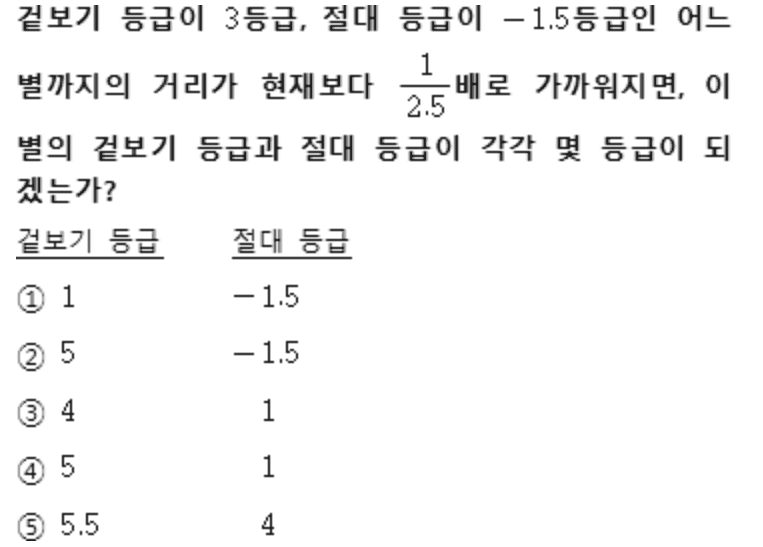 겉보기 등급이 3등급, 절대 등급이 −1.5등급인 어느
별까지의 거리가 현재보다 1/2.5배로 가까워지면, 이
별의 겉보기 등급과 절대 등급이 각각 몇 등급이 되
겠는가?
겉보기 등급 절대 등급
① 1 −1.5
② 5 −1.5
③ 4 1
④ 5 1
⑤ 5.5 4